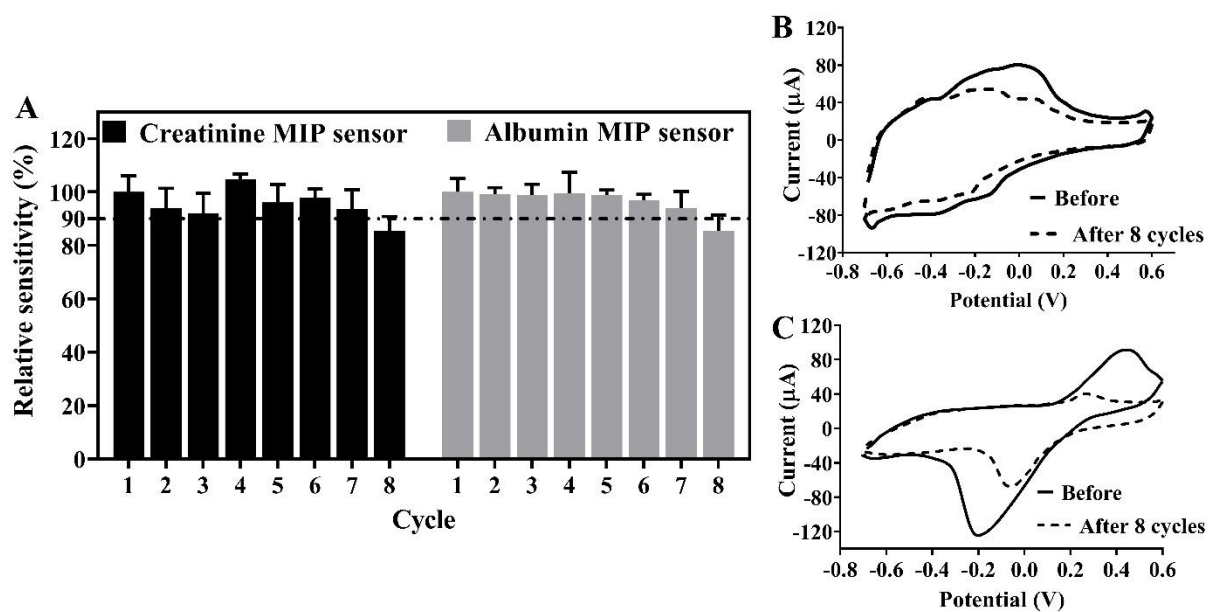 A
Relative sensitivity (%)
120
100
90
80
60
40
20
0
Creatinine MIP sensor
Albumin MIP sensor
1 2 3 4 5 6 7 8 1 2 3 4 5 6 7 8
Cycle
B
Current (µA)
120
80
40
0
-40
-80
-120
Before
After 8 cycles
-0.8 -0.6 -0.4 -0.2 0.0 0.2 0.4 0.6
Potential (V)
C
Current (µA)
120
80
40
0
-40
-80
-120
Before
After 8 cycles
-0.8 -0.6 -0.4 -0.2 0.0 0.2 0.4 0.6
Potential (V)